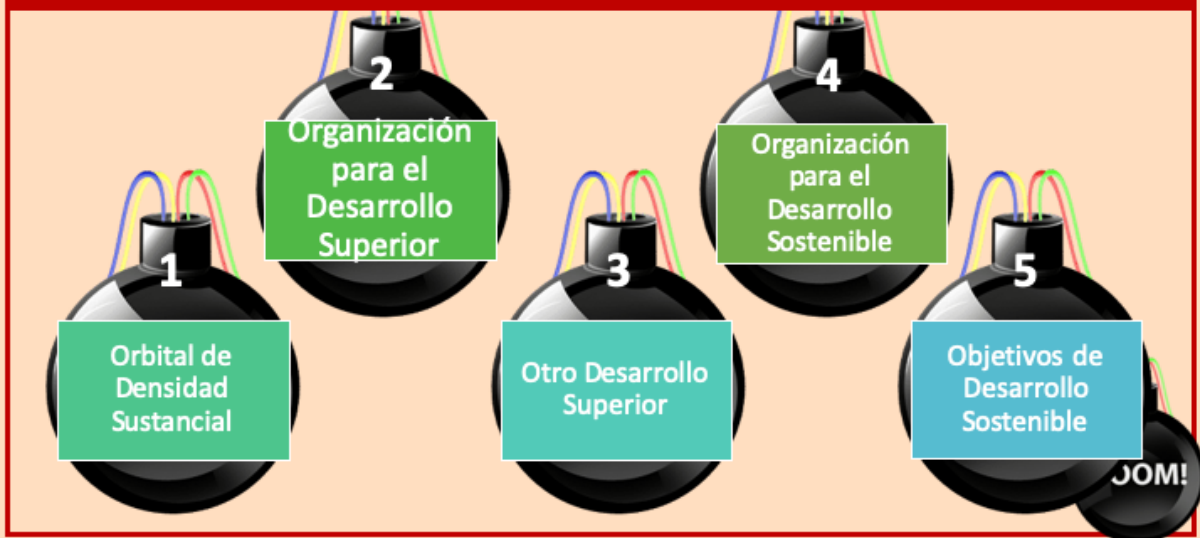 1
Orbital de
Densidad
Sustancial
2
Organización
para el
Desarrollo
Superior
3
Otro Desarrollo
Superior
4
Organización
para el
Desarrollo
Sostenible
5
Objetivos de
Desarrollo
Sostenible
OOM!